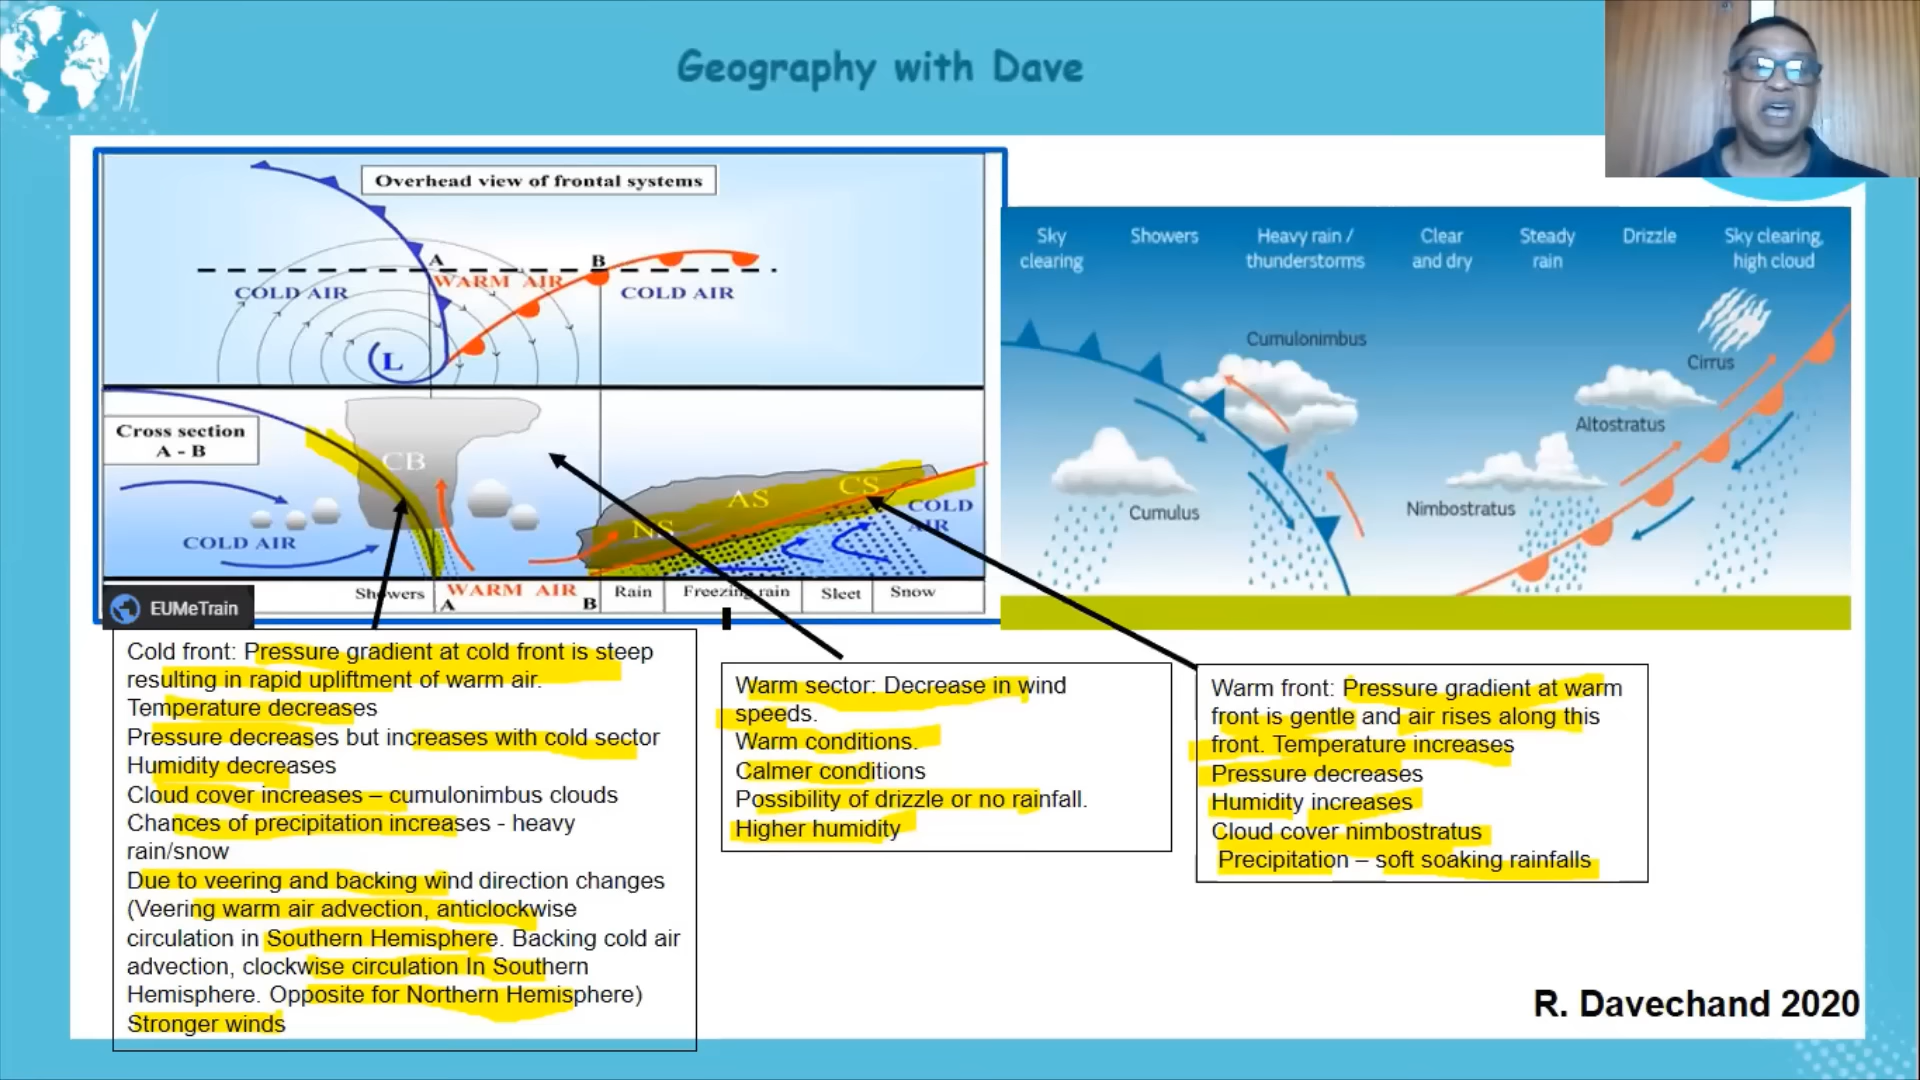 Geography with Dave
Overhead view of frontal systems
A
B
COLD AIR
WARM AIR
COLD AIR
L
Cross section
A - B
CB
COLD AIR
NS
AS
CS
COLD
AIR
Showers
WARM AIR
A
B
Rain
Freezing rain
Sleet
Snow
EUMeTrain
Sky
clearing
Showers
Heavy rain /
thunderstorms
Clear
and dry
Steady
rain
Drizzle
Sky clearing,
high cloud
Cumulonimbus
Cirrus
Altostratus
Cumulus
Nimbostratus
Cold front: Pressure gradient at cold front is steep
resulting in rapid upliftment of warm air.
Temperature decreases
Pressure decreases but increases with cold sector
Humidity decreases
Cloud cover increases – cumulonimbus clouds
Chances of precipitation increases - heavy
rain/snow
Due to veering and backing wind direction changes
(Veering warm air advection, anticlockwise
circulation in Southern Hemisphere. Backing cold air
advection, clockwise circulation In Southern
Hemisphere. Opposite for Northern Hemisphere)
Stronger winds
Warm sector: Decrease in wind
speeds.
Warm conditions.
Calmer conditions
Possibility of drizzle or no rainfall.
Higher humidity
Warm front: Pressure gradient at warm
front is gentle and air rises along this
front. Temperature increases
Pressure decreases
Humidity increases
Cloud cover nimbostratus
Precipitation – soft soaking rainfalls
R. Davechand 2020